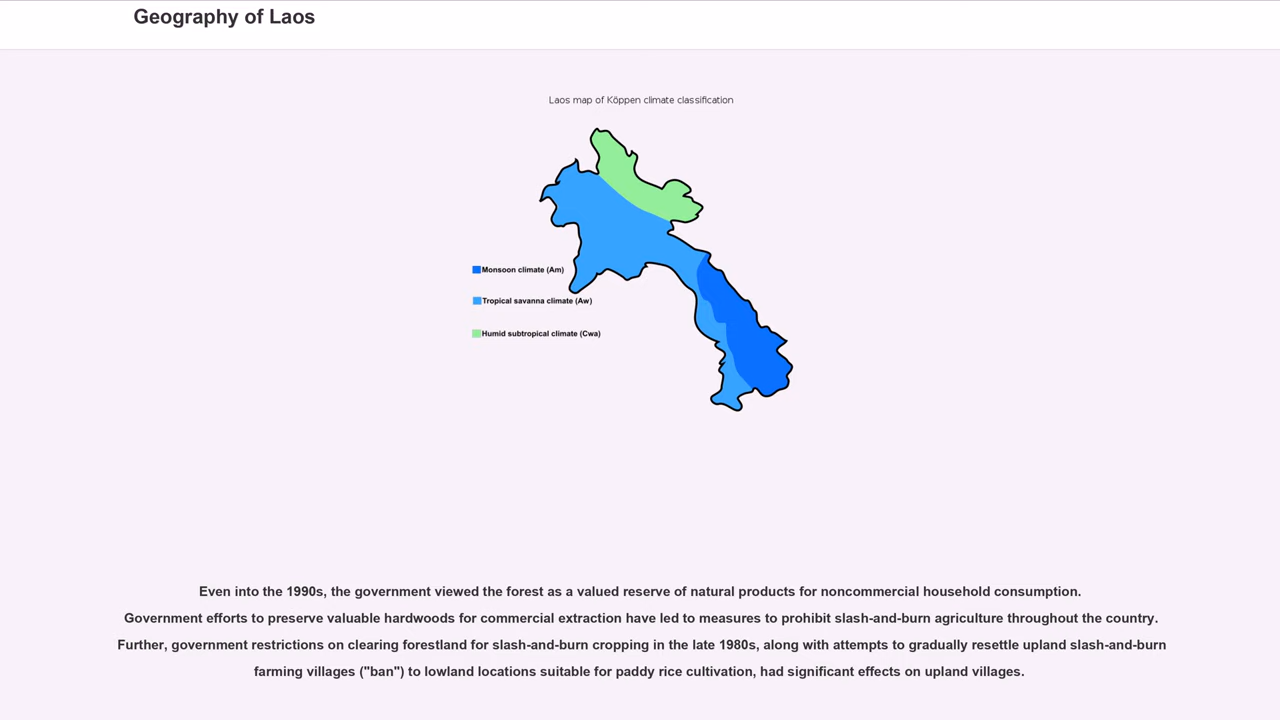 Geography of Laos
Laos map of Köppen climate classification
Monsoon climate (Am)
Tropical savanna climate (Aw)
Humid subtropical climate (Cwa)
Even into the 1990s, the government viewed the forest as a valued reserve of natural products for noncommercial household consumption.
Government efforts to preserve valuable hardwoods for commercial extraction have led to measures to prohibit slash-and-burn agriculture throughout the country.
Further, government restrictions on clearing forestland for slash-and-burn cropping in the late 1980s, along with attempts to gradually resettle upland slash-and-burn
farming villages ("ban") to lowland locations suitable for paddy rice cultivation, had significant effects on upland villages.